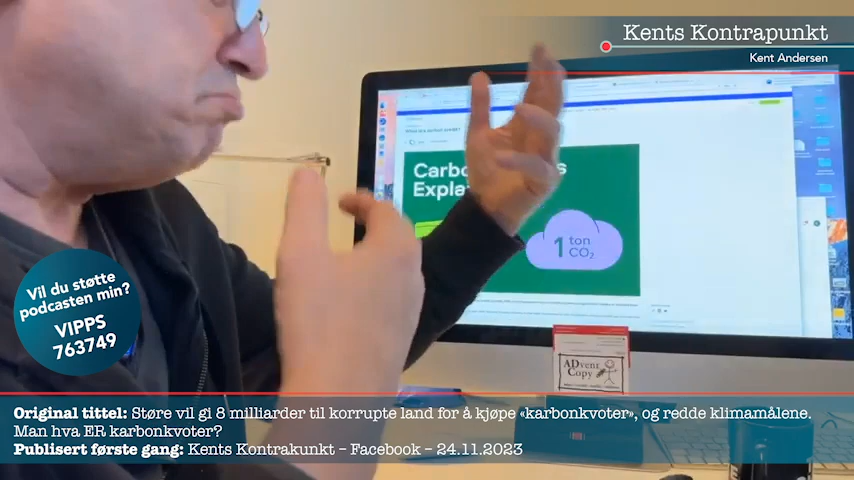 Kents Kontrapunkt
Kent Andersen
Carbo
s
Expla
1 ton
CO₂
Vil du støtte
podcasten min?
VIPPS
763749
ADvent
Copy
Original tittel: Støre vil gi 8 milliarder til korrupte land for å kjøpe «karbonkvoter», og redde klimamålene.
Man hva ER karbonkvoter?
Publisert første gang: Kents Kontrakunkt – Facebook – 24.11.2023